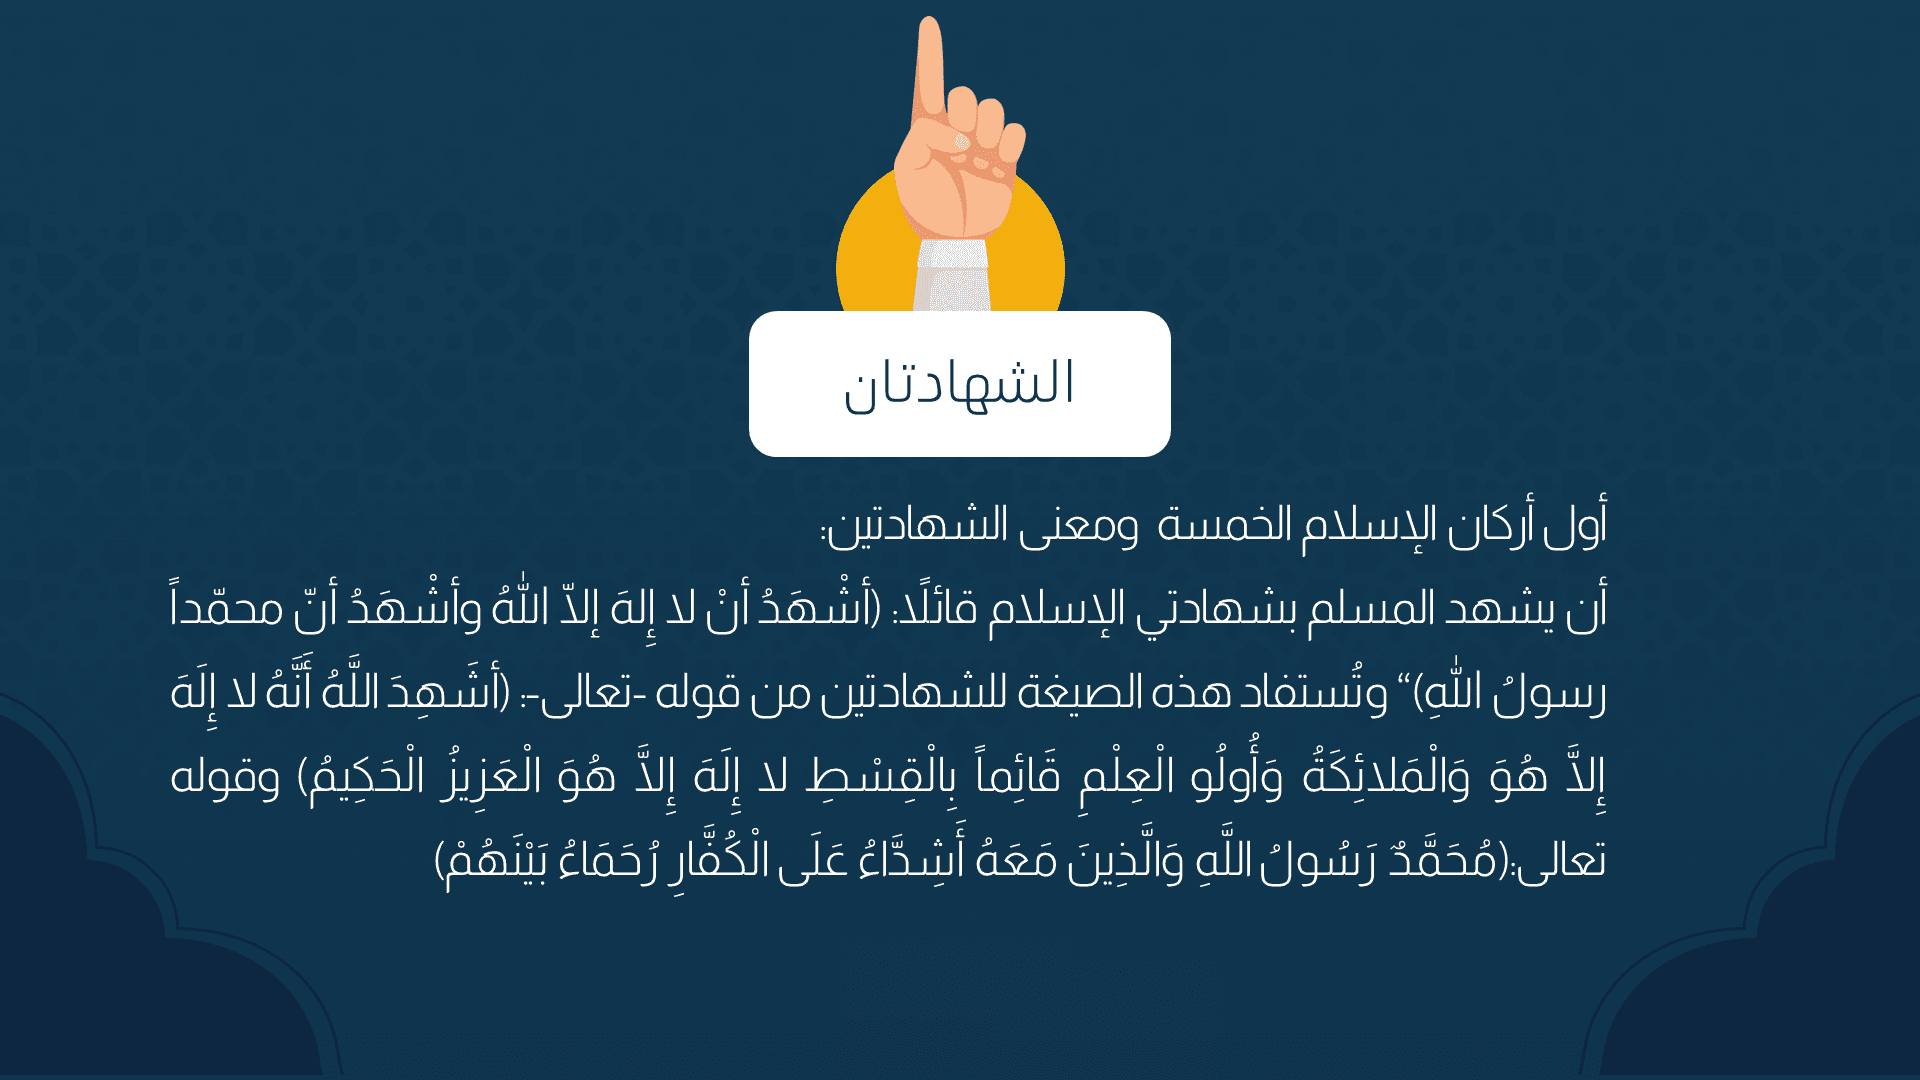 الشهادتان
أول أركان الإسلام الخمسة ومعنى الشهادتين:
أن يشهد المسلم بشهادتي الإسلام قائلًا: (أشْهَدُ أنْ لا إِلهَ إلاّ اللهُ وأشْهَدُ أنّ محمّداً
رسولُ اللهِ)“ وتُستفاد هذه الصيغة للشهادتين من قوله -تعالى-: (أشَهِدَ اللَّهُ أَنَّهُ لا إِلَهَ
إِلاَّ هُوَ وَالْمَلائِكَةُ وَأُولُو الْعِلْمِ قَائِماً بِالْقِسْطِ لا إِلَهَ إِلاَّ هُوَ الْعَزِيزُ الْحَكِيمُ) وقوله
تعالى:(مُحَمَّدٌ رَسُولُ اللَّهِ وَالَّذِينَ مَعَهُ أَشِدَّاءُ عَلَى الْكُفَّارِ رُحَمَاءُ بَيْنَهُمْ)